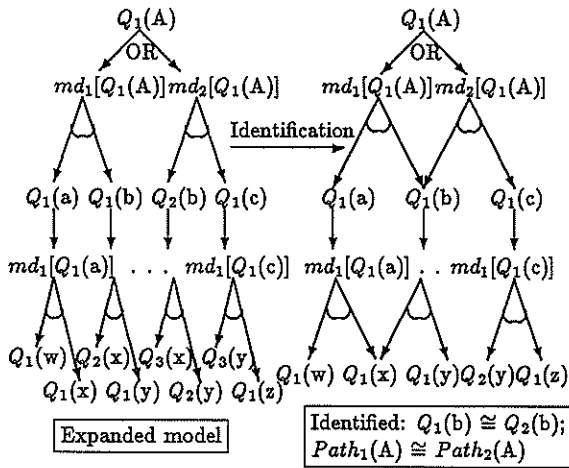 Q₁(A) Q₁(A)
OR OR
md₁[Q₁(A)] md₂[Q₁(A)] md₁[Q₁(A)] md₂[Q₁(A)]
Identification
Q₁(a) Q₁(b) Q₂(b) Q₁(c) Q₁(a) Q₁(b) Q₁(c)
md₁[Q₁(a)] . . . md₁[Q₁(c)] md₁[Q₁(a)] . . md₁[Q₁(c)]
Q₁(w) Q₂(x) Q₃(x) Q₃(y)
Q₁(x) Q₁(y) Q₂(y) Q₁(z)
Q₁(w) Q₁(x) Q₁(y) Q₂(y) Q₁(z)
Expanded model
Identified: Q₁(b) ≅ Q₂(b);
Path₁(A) ≅ Path₂(A)